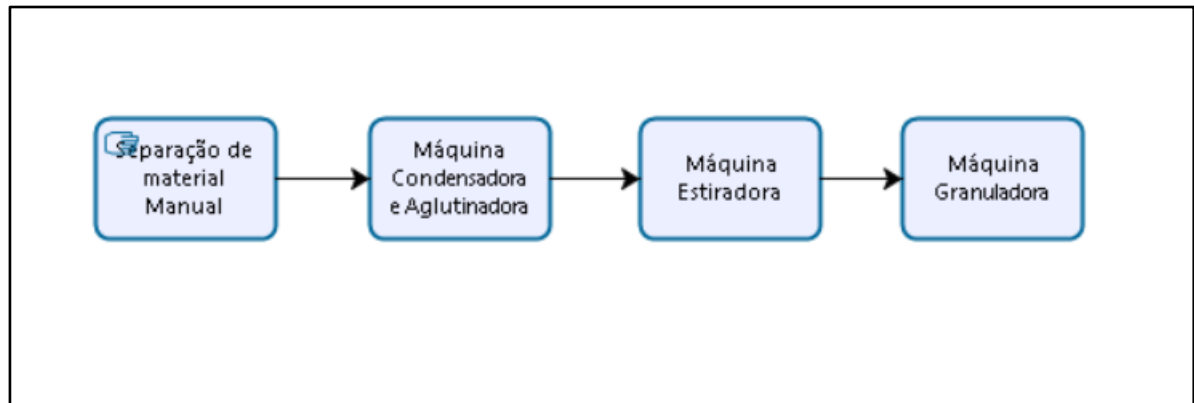 Separação de
material
Manual
Máquina
Condensadora
e Aglutinadora
Máquina
Estiradora
Máquina
Granuladora